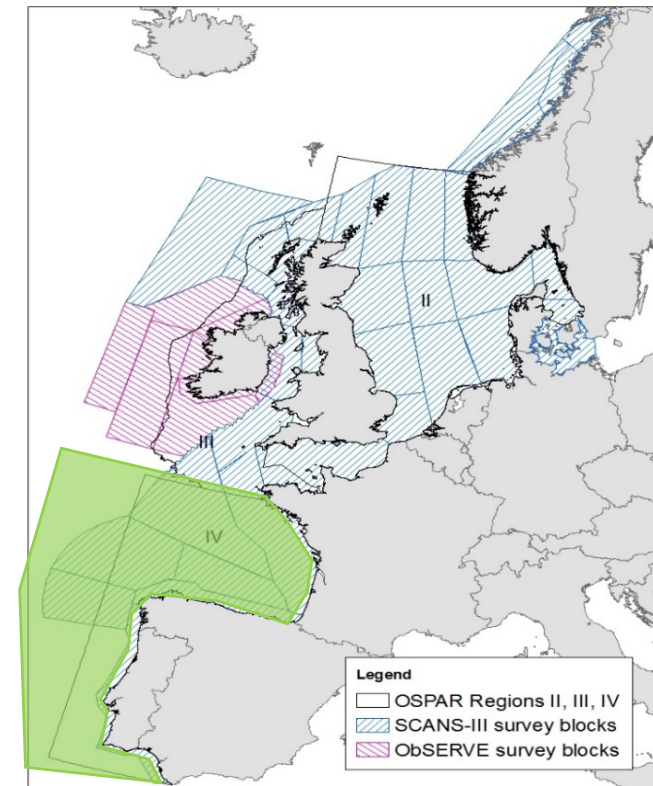 II
III
IV
Legend
OSPAR Regions II, III, IV
SCANS-III survey blocks
ObSERVE survey blocks